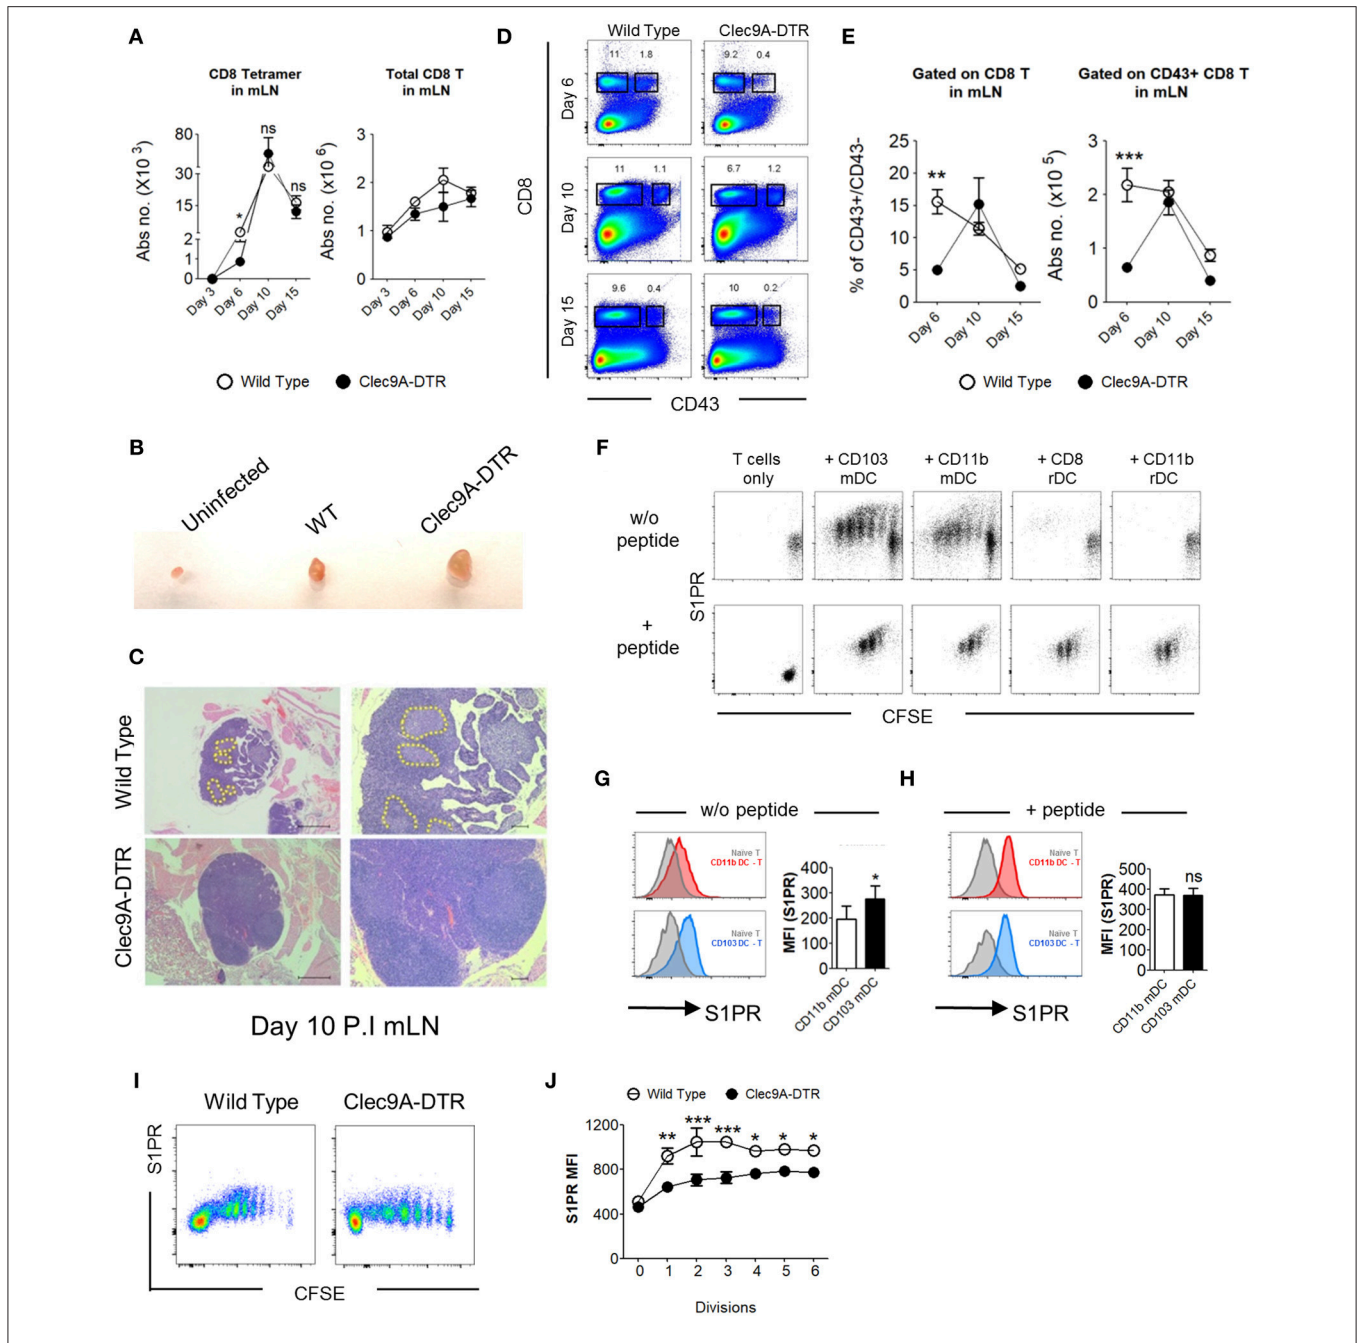 A
CD8 Tetramer
in mLN
Total CD8 T
in mLN
Abs no. (X10 3)
80
30
15
2
1
0
ns
ns
*
Day 3
Day 6
Day 10
Day 15
Abs no. (x10 6)
3
2
1
0
Day 3
Day 6
Day 10
Day 15
Wild Type
Clec9A-DTR
B
Uninfected
WT
Clec9A-DTR
C
Wild Type
Clec9A-DTR
Day 10 P.I mLN
D
Wild Type
Clec9A-DTR
CD8
Day 6
11
1.8
9.2
0.4
Day 10
11
1.1
6.7
1.2
Day 15
9.6
0.4
10
0.2
CD43
E
Gated on CD8 T
in mLN
Gated on CD43+ CD8 T
in mLN
% of CD43+/CD43-
25
20
15
10
5
0
**
Day 6
Day 10
Day 15
Abs no. (x10 5)
3
2
1
0
***
Day 6
Day 10
Day 15
Wild Type
Clec9A-DTR
F
T cells
only
+ CD103
mDC
+ CD11b
mDC
+ CD8
rDC
+ CD11b
rDC
w/o
peptide
+
peptide
S1PR
CFSE
G
w/o peptide
Naive T
CD11b DC - T
Naive T
CD103 DC - T
S1PR
MFI (S1PR)
400
300
200
100
0
*
CD11b mDC
CD103 mDC
H
+ peptide
Naive T
CD11b DC - T
Naive T
CD103 DC - T
S1PR
MFI (S1PR)
500
400
300
200
100
0
ns
CD11b mDC
CD103 mDC
I
Wild Type
Clec9A-DTR
S1PR
CFSE
J
Wild Type
Clec9A-DTR
S1PR MFI
1200
800
400
0
**
***
***
*
*
*
0 1 2 3 4 5 6
Divisions